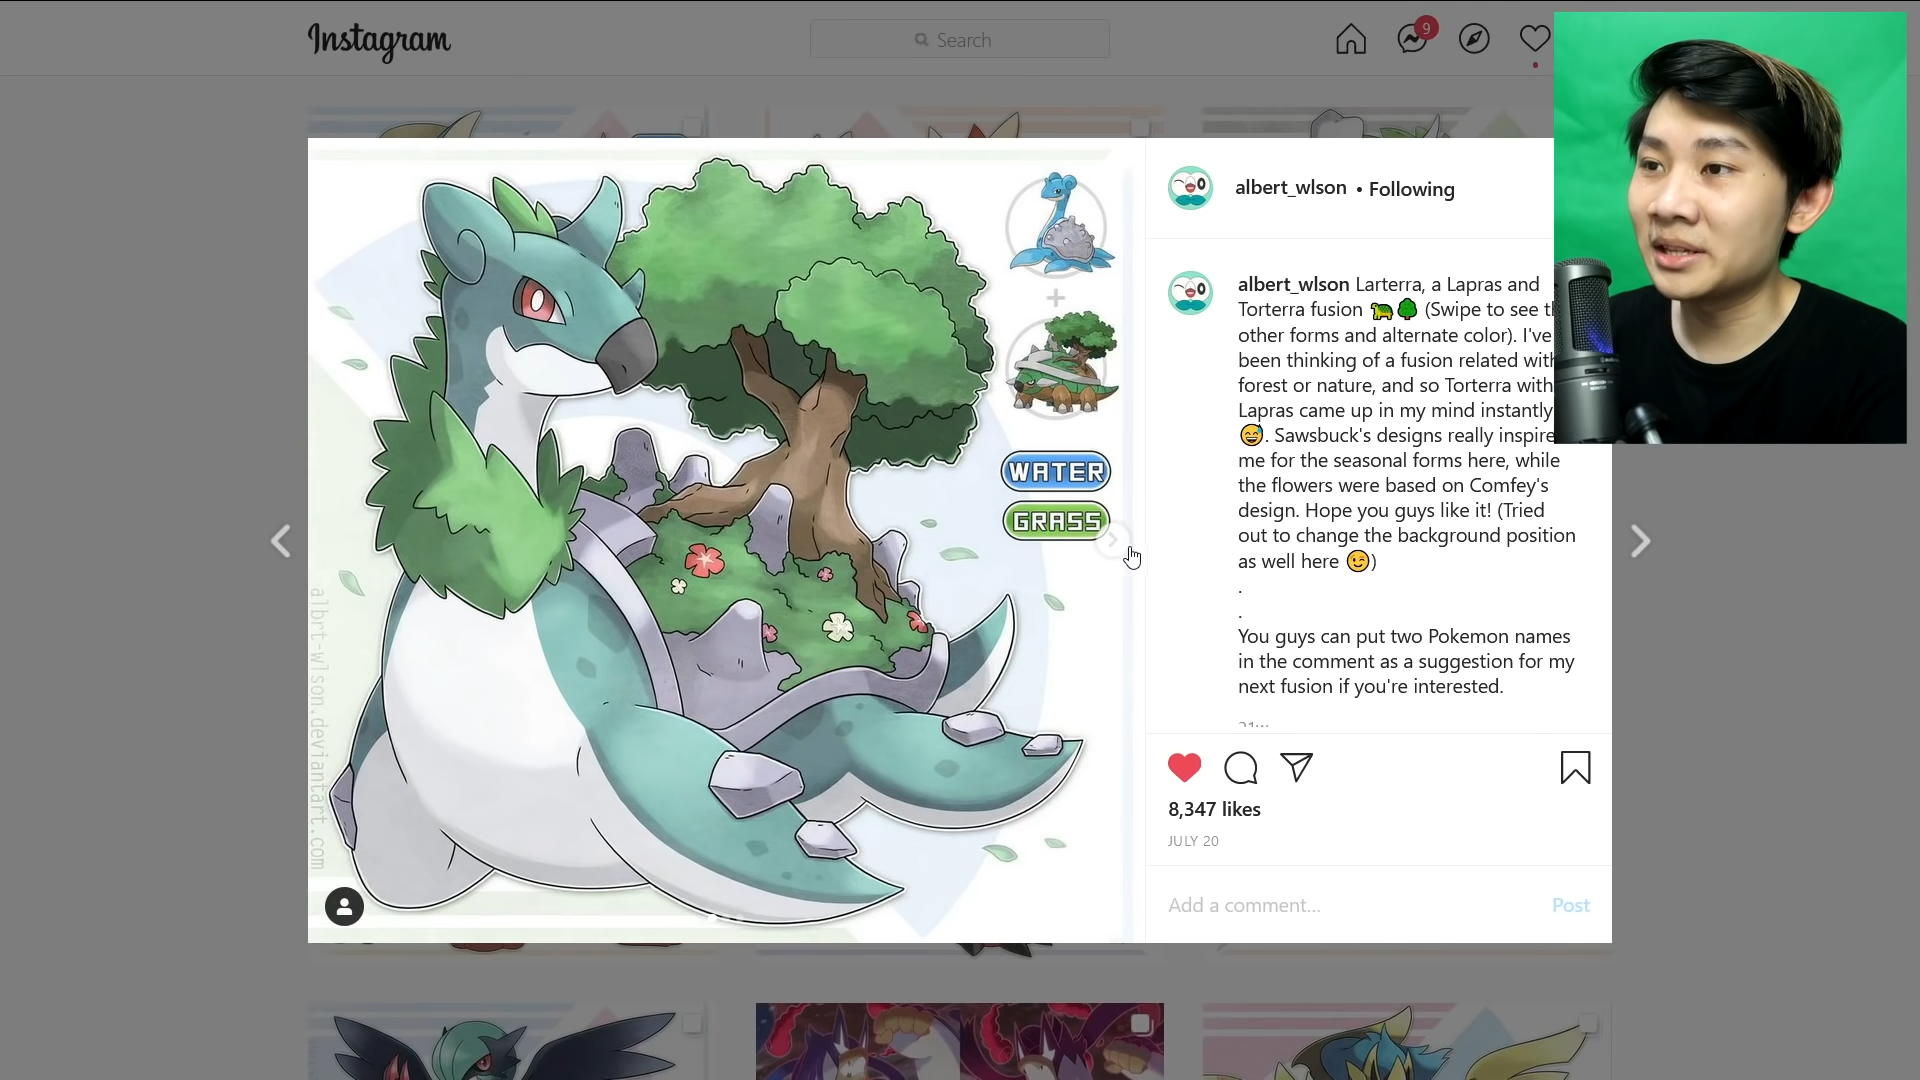 Instagram
Search
9
albert_wlson • Following
albert_wlson Larterra, a Lapras and
Torterra fusion 🐢🌳 (Swipe to see
other forms and alternate color). I've
been thinking of a fusion related with
forest or nature, and so Torterra with
Lapras came up in my mind instantly
😅. Sawsbuck's designs really inspire
me for the seasonal forms here, while
the flowers were based on Comfey's
design. Hope you guys like it! (Tried
out to change the background position
as well here 😉)
.
.
You guys can put two Pokemon names
in the comment as a suggestion for my
next fusion if you're interested.
8,347 likes
JULY 20
Add a comment...
Post
WATER
GRASS
albrt-wlson.deviantart.com